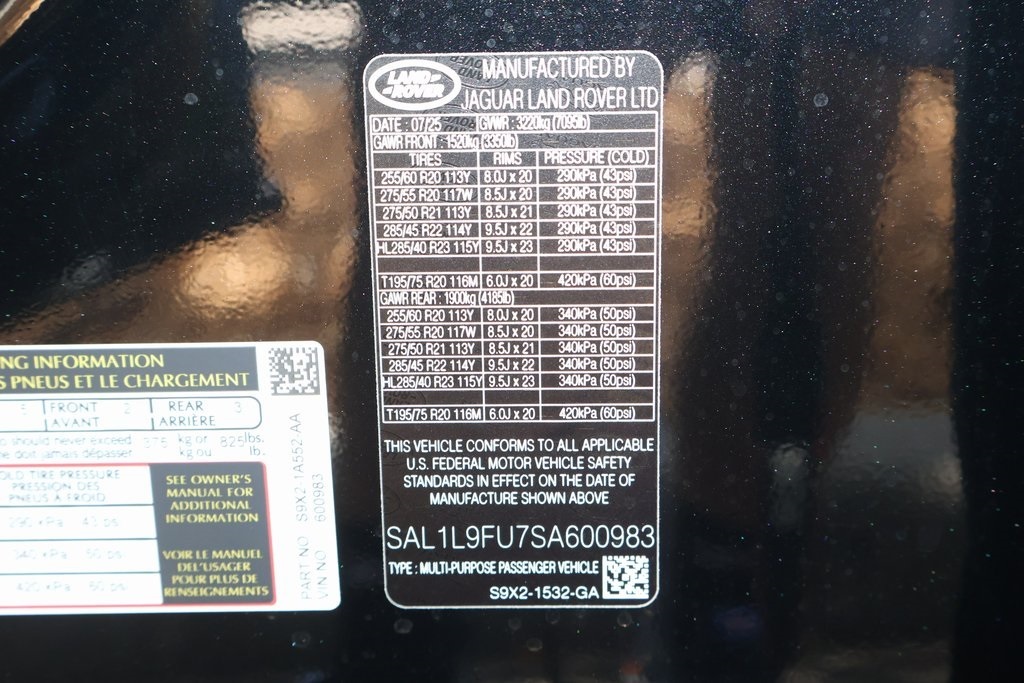 LAND ROVER
MANUFACTURED BY
JAGUAR LAND ROVER LTD
DATE : 07/25 GVWR : 3220kg (7095lb)
GAWR FRONT : 1520kg (3350lb)
TIRES RIMS PRESSURE (COLD)
255/60 R20 113Y 8.0J x 20 290kPa (43psi)
275/55 R20 117W 8.5J x 20 290kPa (43psi)
275/50 R21 113Y 8.5J x 21 290kPa (43psi)
285/45 R22 114Y 9.5J x 22 290kPa (43psi)
HL285/40 R23 115Y 9.5J x 23 290kPa (43psi)
T195/75 R20 116M 6.0J x 20 420kPa (60psi)
GAWR REAR : 1900kg (4185lb)
255/60 R20 113Y 8.0J x 20 340kPa (50psi)
275/55 R20 117W 8.5J x 20 340kPa (50psi)
275/50 R21 113Y 8.5J x 21 340kPa (50psi)
285/45 R22 114Y 9.5J x 22 340kPa (50psi)
HL285/40 R23 115Y 9.5J x 23 340kPa (50psi)
T195/75 R20 116M 6.0J x 20 420kPa (60psi)
THIS VEHICLE CONFORMS TO ALL APPLICABLE
U.S. FEDERAL MOTOR VEHICLE SAFETY
STANDARDS IN EFFECT ON THE DATE OF
MANUFACTURE SHOWN ABOVE
SAL1L9FU7SA600983
TYPE : MULTI-PURPOSE PASSENGER VEHICLE
S9X2-1532-GA
NG INFORMATION
S PNEUS ET LE CHARGEMENT
5 FRONT 2 REAR 3
AVANT ARRIÈRE
should never exceed 375 kg or 825 lbs.
doit jamais dépasser kg ou lb.
OLD TIRE PRESSURE
PRESSION DES
PNEUS A FROID
290 kPa 43 psi
340 kPa 50 psi
420 kPa 60 psi
SEE OWNER'S
MANUAL FOR
ADDITIONAL
INFORMATION
VOIR LE MANUEL
DEL'USAGER
POUR PLUS DE
RENSEIGNEMENTS
PART NO S9X2-1A552-AA
VIN NO 600983